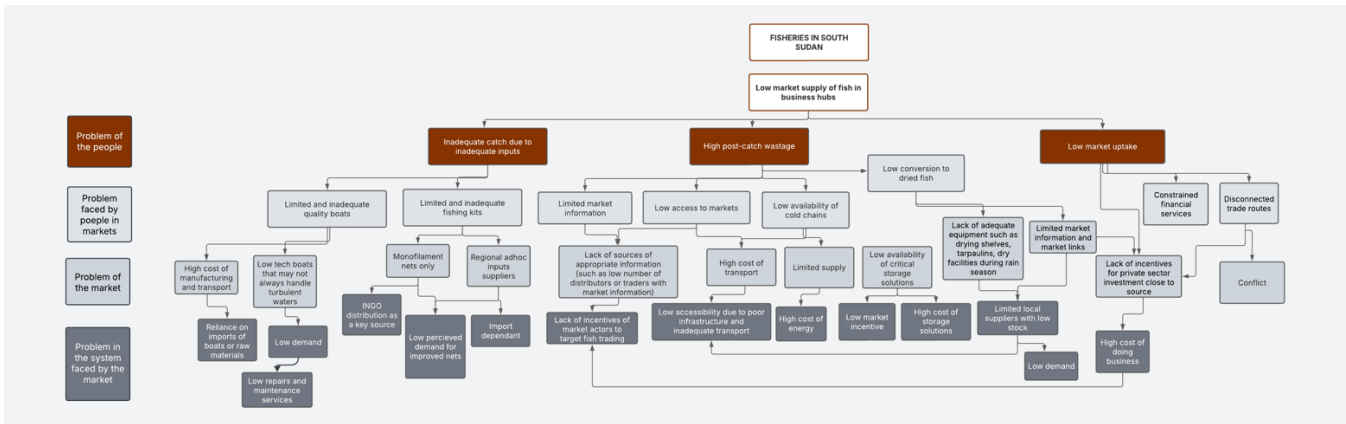 FISHERIES IN SOUTH
SUDAN
Low market supply of fish in
business hubs
Problem of
the people
Inadequate catch due to
inadequate inputs
High post-catch wastage
Low market uptake
Low conversion to
dried fish
Problem
faced by
poeple in
markets
Limited and inadequate
quality boats
Limited and inadequate
fishing kits
Limited market
information
Low access to markets
Low availability of
cold chains
Constrained
financial
services
Disconnected
trade routes
Lack of adequate
equipment such as
drying shelves,
tarpaulins, dry
facilities during rain
season
Limited market
information and
market links
Problem of
the market
High cost of
manufacturing
and transport
Low tech boats
that may not
always handle
turbulent
waters
Monofilament
nets only
Regional adhoc
inputs
suppliers
Lack of sources of
appropriate information
(such as low number of
distributors or traders with
market information)
High cost of
transport
Limited supply
Low availability
of critical
storage
solutions
Lack of incentives
for private sector
investment close to
source
Conflict
Problem in
the system
faced by the
market
Reliance on
imports of
boats or raw
materials
Low demand
Low repairs and
maintenance
services
INGO
distribution as
a key source
Low percieved
demand for
improved nets
Import
dependant
Lack of incentives of
market actors to
target fish trading
Low accessibility due to poor
infrastructure and
inadequate transport
High cost of
energy
Low market
incentive
High cost of
storage
solutions
Limited local
suppliers with low
stock
Low demand
High cost
of doing
business